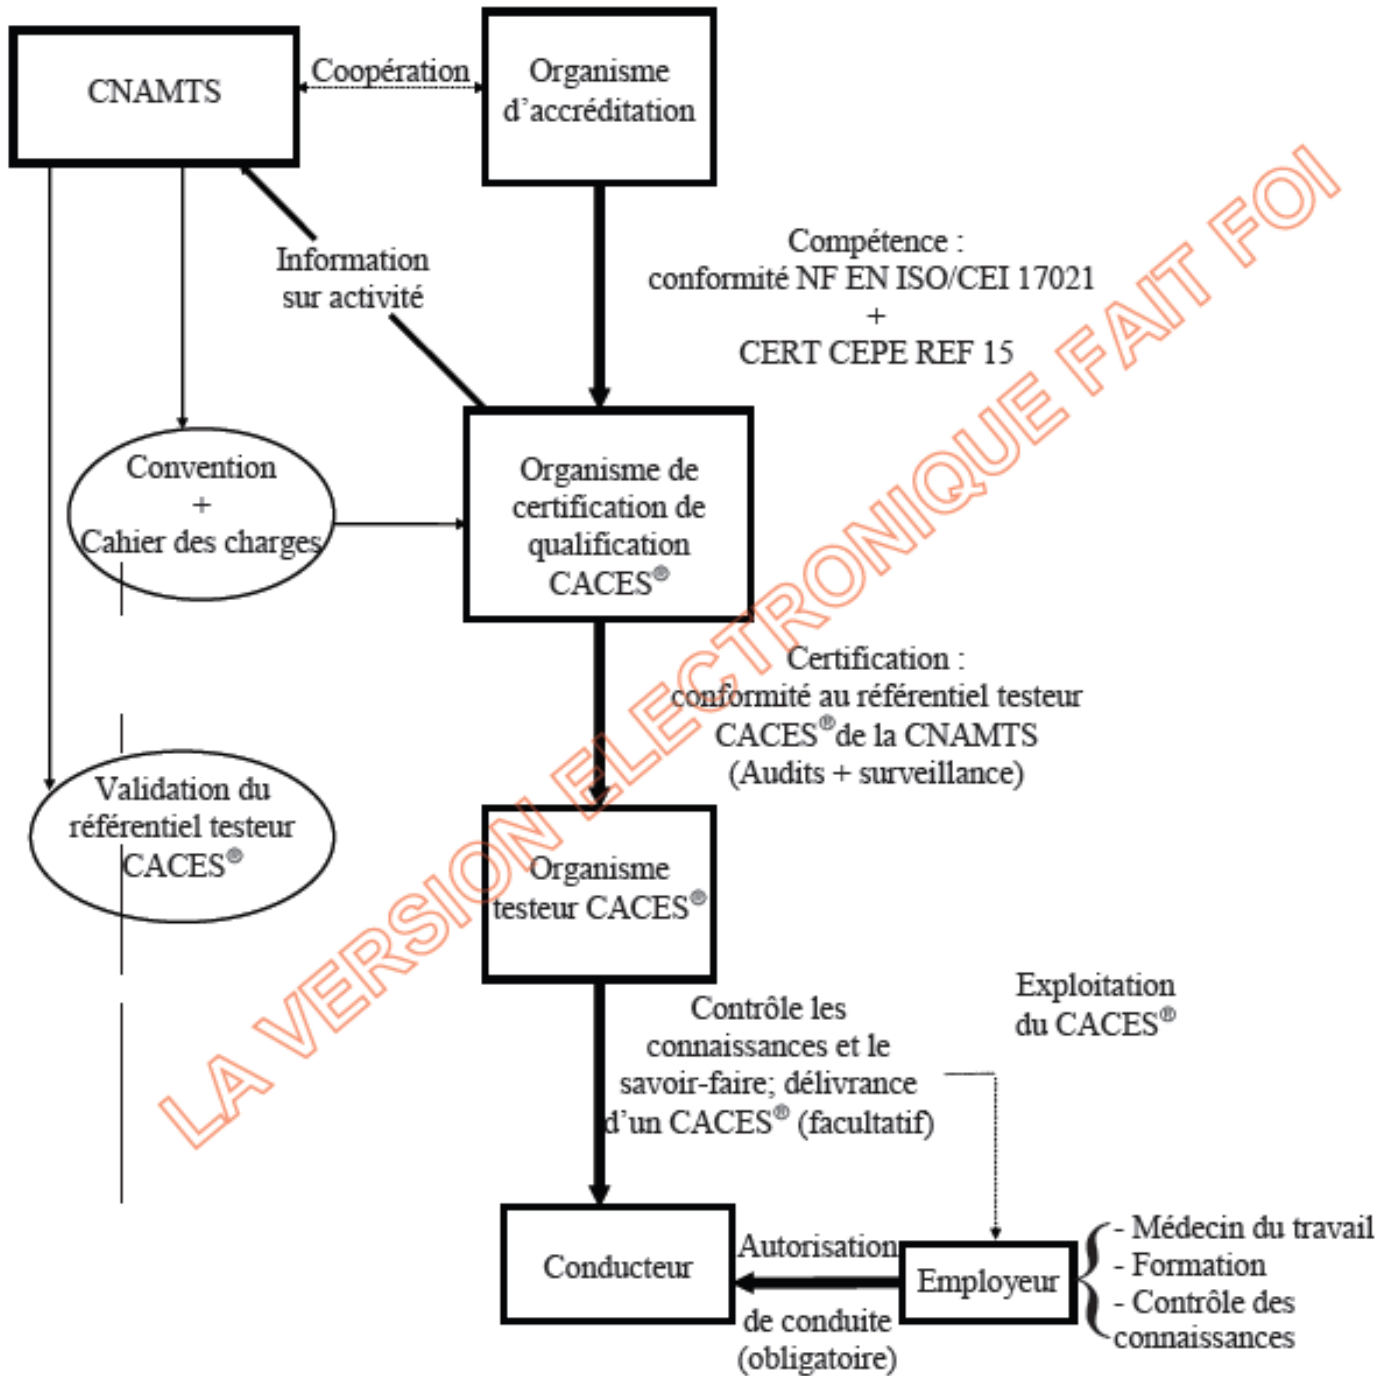 CNAMTS
Coopération
Organisme
d'accréditation
Information
sur activité
Compétence :
conformité NF EN ISO/CEI 17021
+
CERT CEPE REF 15
Convention
+
Cahier des charges
Organisme de
certification de
qualification
CACES®
Certification :
conformité au référentiel testeur
CACES® de la CNAMTS
(Audits + surveillance)
Validation du
référentiel testeur
CACES®
Organisme
testeur CACES®
Contrôle les
connaissances et le
savoir-faire; délivrance
d'un CACES® (facultatif)
Exploitation
du CACES®
Conducteur
Autorisation
de conduite
(obligatoire)
Employeur
- Médecin du travail
- Formation
- Contrôle des
connaissances
LA VERSION ELECTRONIQUE FAIT FOI